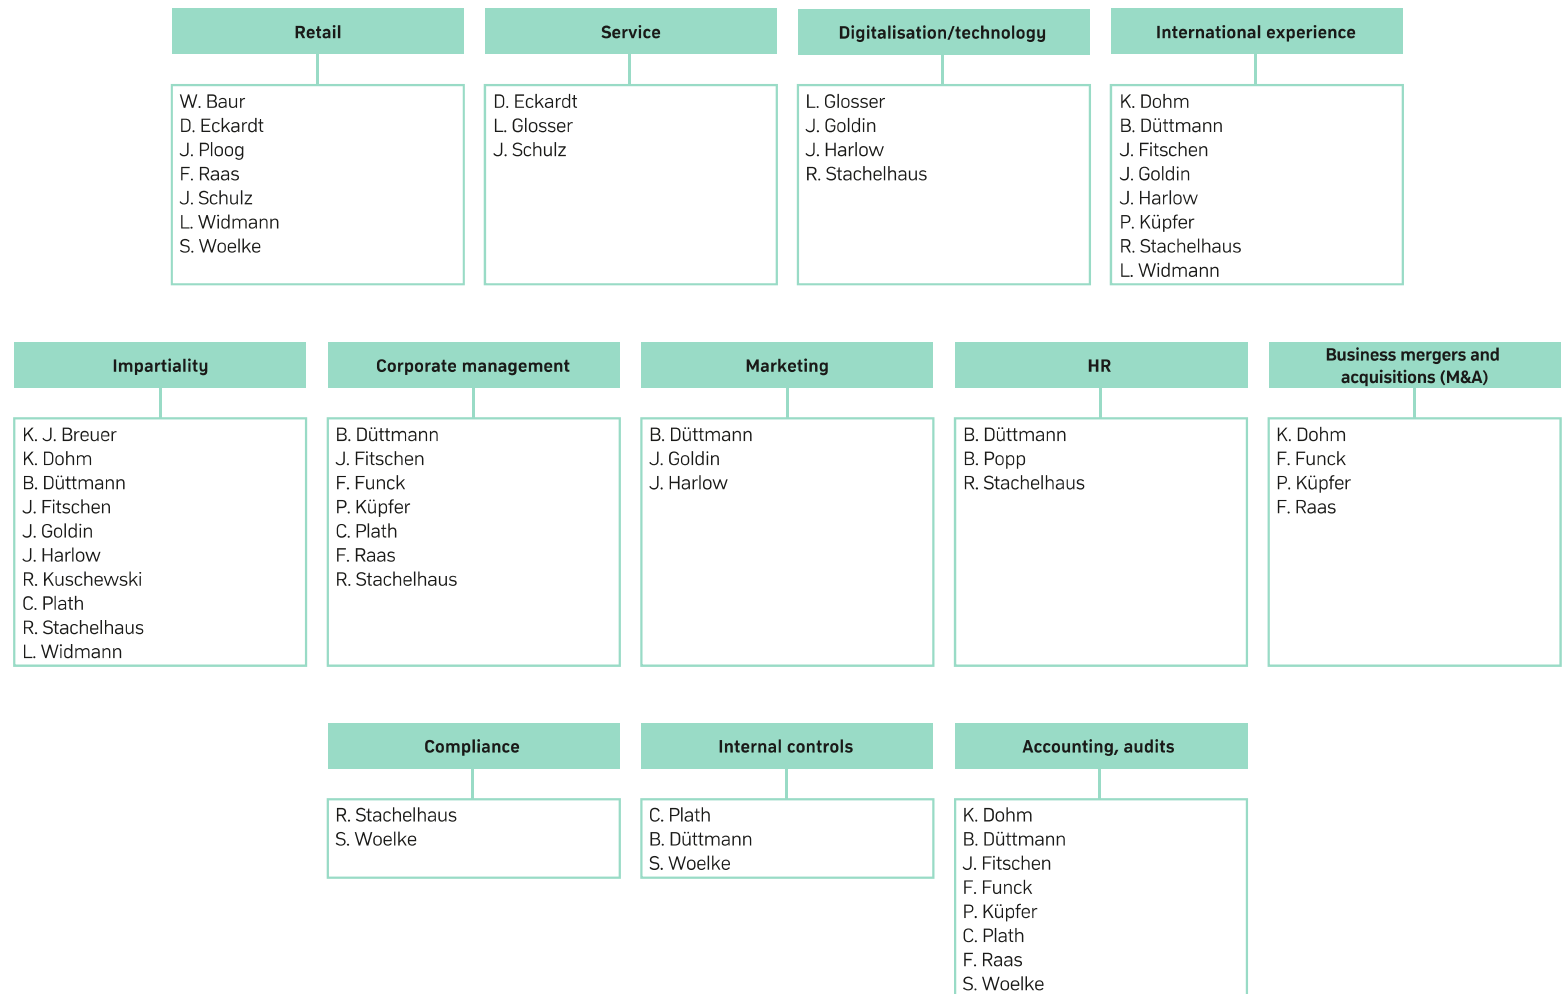 Retail
W. Baur
D. Eckardt
J. Ploog
F. Raas
J. Schulz
L. Widmann
S. Woelke
Service
D. Eckardt
L. Glosser
J. Schulz
Digitalisation/technology
L. Glosser
J. Goldin
J. Harlow
R. Stachelhaus
International experience
K. Dohm
B. Düttmann
J. Fitschen
J. Goldin
J. Harlow
P. Küpfer
R. Stachelhaus
L. Widmann
Impartiality
K. J. Breuer
K. Dohm
B. Düttmann
J. Fitschen
J. Goldin
J. Harlow
R. Kuschewski
C. Plath
R. Stachelhaus
L. Widmann
Corporate management
B. Düttmann
J. Fitschen
F. Funck
P. Küpfer
C. Plath
F. Raas
R. Stachelhaus
Marketing
B. Düttmann
J. Goldin
J. Harlow
HR
B. Düttmann
B. Popp
R. Stachelhaus
Business mergers and
acquisitions (M&A)
K. Dohm
F. Funck
P. Küpfer
F. Raas
Compliance
R. Stachelhaus
S. Woelke
Internal controls
C. Plath
B. Düttmann
S. Woelke
Accounting, audits
K. Dohm
B. Düttmann
J. Fitschen
F. Funck
P. Küpfer
C. Plath
F. Raas
S. Woelke